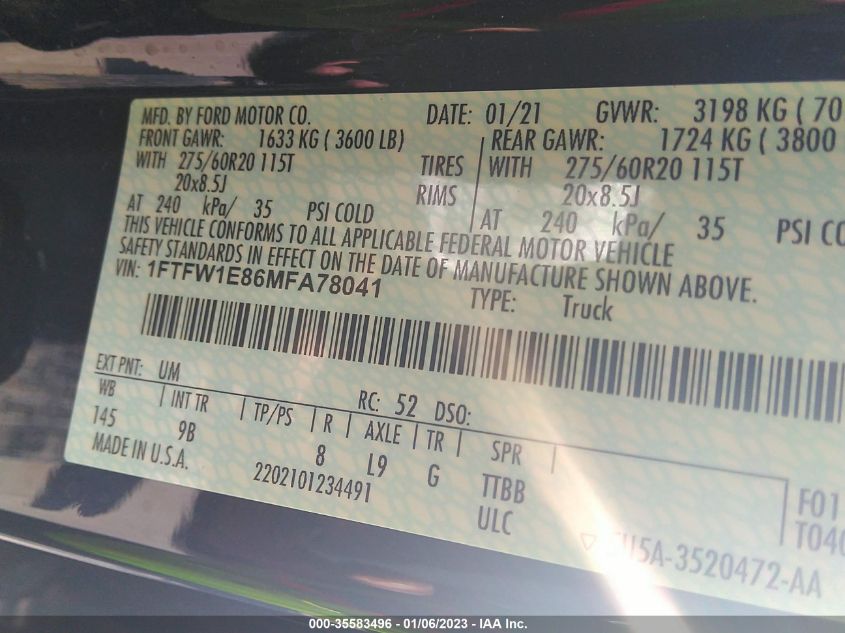 MFD. BY FORD MOTOR CO. DATE: 01/21 GVWR: 3198 KG ( 70
FRONT GAWR: 1633 KG ( 3600 LB) REAR GAWR: 1724 KG ( 3800
WITH 275/60R20 115T TIRES WITH 275/60R20 115T
20x8.5J RIMS 20x8.5J
AT 240 kPa/ 35 PSI COLD AT 240 kPa/ 35 PSI CO
THIS VEHICLE CONFORMS TO ALL APPLICABLE FEDERAL MOTOR VEHICLE
SAFETY STANDARDS IN EFFECT ON THE DATE OF MANUFACTURE SHOWN ABOVE.
VIN: 1FTFW1E86MFA78041
TYPE: Truck
EXT PNT: UM RC: 52 DSO:
WB INT TR TP/PS R AXLE TR SPR
145 9B 8 L9 G TTBB
MADE IN U.S.A. 2202101234491 ULC
F01
T040
5A-3520472-AA
000-35583496 - 01/06/2023 - IAA Inc.